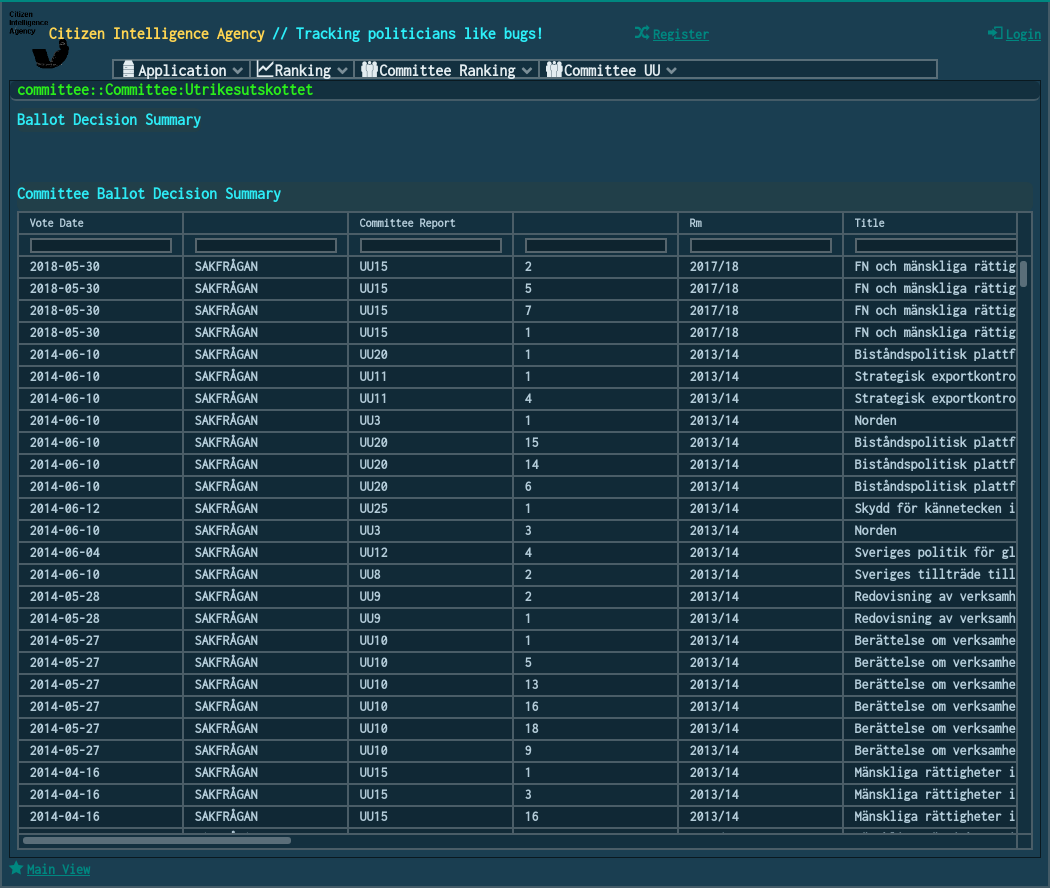 Citizen
Intelligence
Agency
Citizen Intelligence Agency // Tracking politicians like bugs!
Register
Login
Application Ranking Committee Ranking Committee UU
committee::Committee:Utrikesutskottet
Ballot Decision Summary
Committee Ballot Decision Summary
Vote Date Committee Report Rm Title
2018-05-30 SAKFRÅGAN UU15 2 2017/18 FN och mänskliga rättig
2018-05-30 SAKFRÅGAN UU15 5 2017/18 FN och mänskliga rättig
2018-05-30 SAKFRÅGAN UU15 7 2017/18 FN och mänskliga rättig
2018-05-30 SAKFRÅGAN UU15 1 2017/18 FN och mänskliga rättig
2014-06-10 SAKFRÅGAN UU20 1 2013/14 Biståndspolitisk plattf
2014-06-10 SAKFRÅGAN UU11 1 2013/14 Strategisk exportkontro
2014-06-10 SAKFRÅGAN UU11 4 2013/14 Strategisk exportkontro
2014-06-10 SAKFRÅGAN UU3 1 2013/14 Norden
2014-06-10 SAKFRÅGAN UU20 15 2013/14 Biståndspolitisk plattf
2014-06-10 SAKFRÅGAN UU20 14 2013/14 Biståndspolitisk plattf
2014-06-10 SAKFRÅGAN UU20 6 2013/14 Biståndspolitisk plattf
2014-06-12 SAKFRÅGAN UU25 1 2013/14 Skydd för kännetecken i
2014-06-10 SAKFRÅGAN UU3 3 2013/14 Norden
2014-06-04 SAKFRÅGAN UU12 4 2013/14 Sveriges politik för gl
2014-06-10 SAKFRÅGAN UU8 2 2013/14 Sveriges tillträde till
2014-05-28 SAKFRÅGAN UU9 2 2013/14 Redovisning av verksamh
2014-05-28 SAKFRÅGAN UU9 1 2013/14 Redovisning av verksamh
2014-05-27 SAKFRÅGAN UU10 1 2013/14 Berättelse om verksamhe
2014-05-27 SAKFRÅGAN UU10 5 2013/14 Berättelse om verksamhe
2014-05-27 SAKFRÅGAN UU10 13 2013/14 Berättelse om verksamhe
2014-05-27 SAKFRÅGAN UU10 16 2013/14 Berättelse om verksamhe
2014-05-27 SAKFRÅGAN UU10 18 2013/14 Berättelse om verksamhe
2014-05-27 SAKFRÅGAN UU10 9 2013/14 Berättelse om verksamhe
2014-04-16 SAKFRÅGAN UU15 1 2013/14 Mänskliga rättigheter i
2014-04-16 SAKFRÅGAN UU15 3 2013/14 Mänskliga rättigheter i
2014-04-16 SAKFRÅGAN UU15 16 2013/14 Mänskliga rättigheter i
Main View